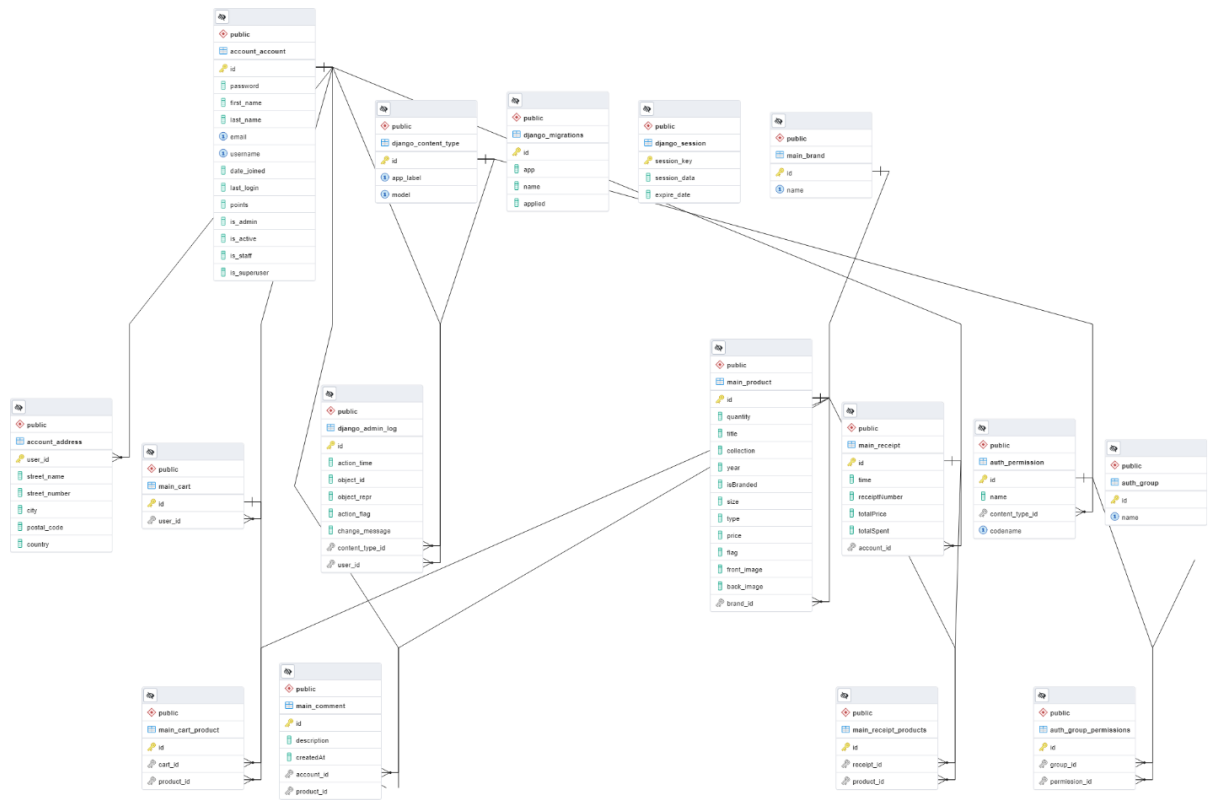 public
account_account
id
password
first_name
last_name
email
username
date_joined
last_login
points
is_admin
is_active
is_staff
is_superuser
public
django_content_type
id
app_label
model
public
django_migrations
id
app
name
applied
public
django_session
session_key
session_data
expire_date
public
main_brand
id
name
public
account_address
user_id
street_name
street_number
city
postal_code
country
public
main_cart
id
user_id
public
django_admin_log
id
action_time
object_id
object_repr
action_flag
change_message
content_type_id
user_id
public
main_product
id
quantity
title
collection
year
isBranded
size
type
price
flag
front_image
back_image
brand_id
public
main_receipt
id
time
receiptNumber
totalPrice
totalSpent
account_id
public
auth_permission
id
name
content_type_id
codename
public
auth_group
id
name
public
main_cart_product
id
cart_id
product_id
public
main_comment
id
description
createdAt
account_id
product_id
public
main_receipt_products
id
receipt_id
product_id
public
auth_group_permissions
id
group_id
permission_id